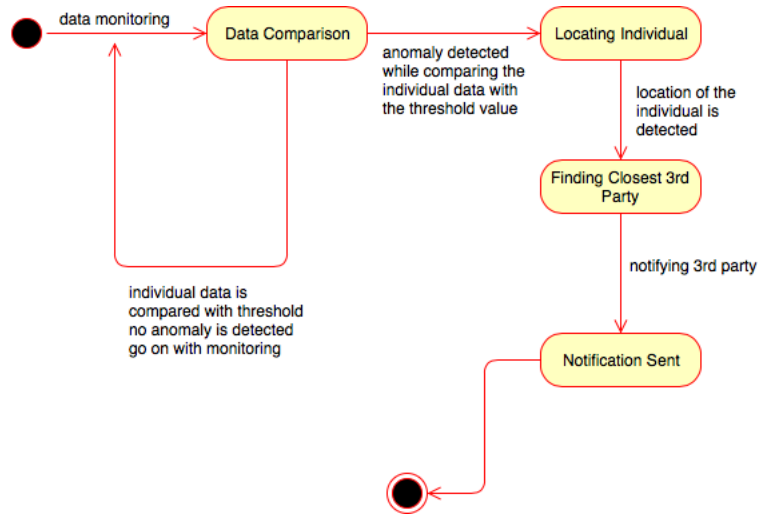 data monitoring
Data Comparison
anomaly detected
while comparing the
individual data with
the threshold value
Locating Individual
location of the
individual is
detected
Finding Closest 3rd
Party
notifying 3rd party
individual data is
compared with threshold
no anomaly is detected
go on with monitoring
Notification Sent